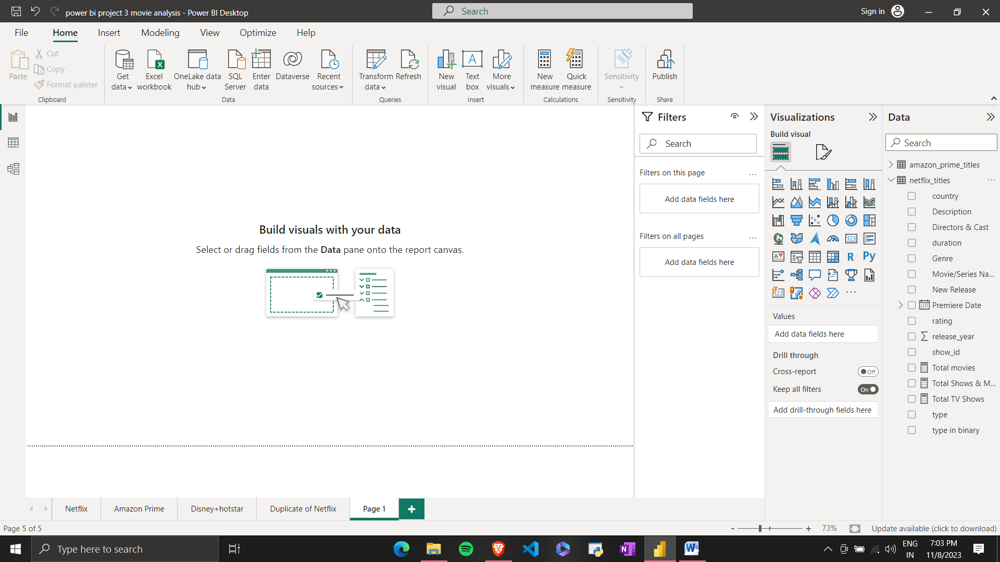 power bi project 3 movie analysis - Power BI Desktop
Search
Sign in
File
Home
Insert
Modeling
View
Optimize
Help
Paste
Cut
Copy
Format painter
Clipboard
Get data
Excel workbook
OneLake data hub
SQL Server
Enter data
Dataverse
Recent sources
Data
Transform data
Refresh
Queries
New visual
Text box
More visuals
Insert
New measure
Quick measure
Calculations
Sensitivity
Sensitivity
Publish
Share
Build visuals with your data
Select or drag fields from the Data pane onto the report canvas.
Filters
Search
Filters on this page
...
Add data fields here
Filters on all pages
...
Add data fields here
Visualizations
Build visual
R
Py
123
123
...
Values
Add data fields here
Drill through
Cross-report
Off
Keep all filters
On
Add drill-through fields here
Data
Search
amazon_prime_titles
netflix_titles
...
country
Description
Directors & Cast
duration
Genre
Movie/Series Na...
New Release
Premiere Date
rating
release_year
show_id
Total movies
Total Shows & M...
Total TV Shows
type
type in binary
Netflix
Amazon Prime
Disney+hotstar
Duplicate of Netflix
Page 1
+
Page 5 of 5
-
+
73%
Update available (click to download)
Type here to search
ENG
IN
7:03 PM
11/8/2023